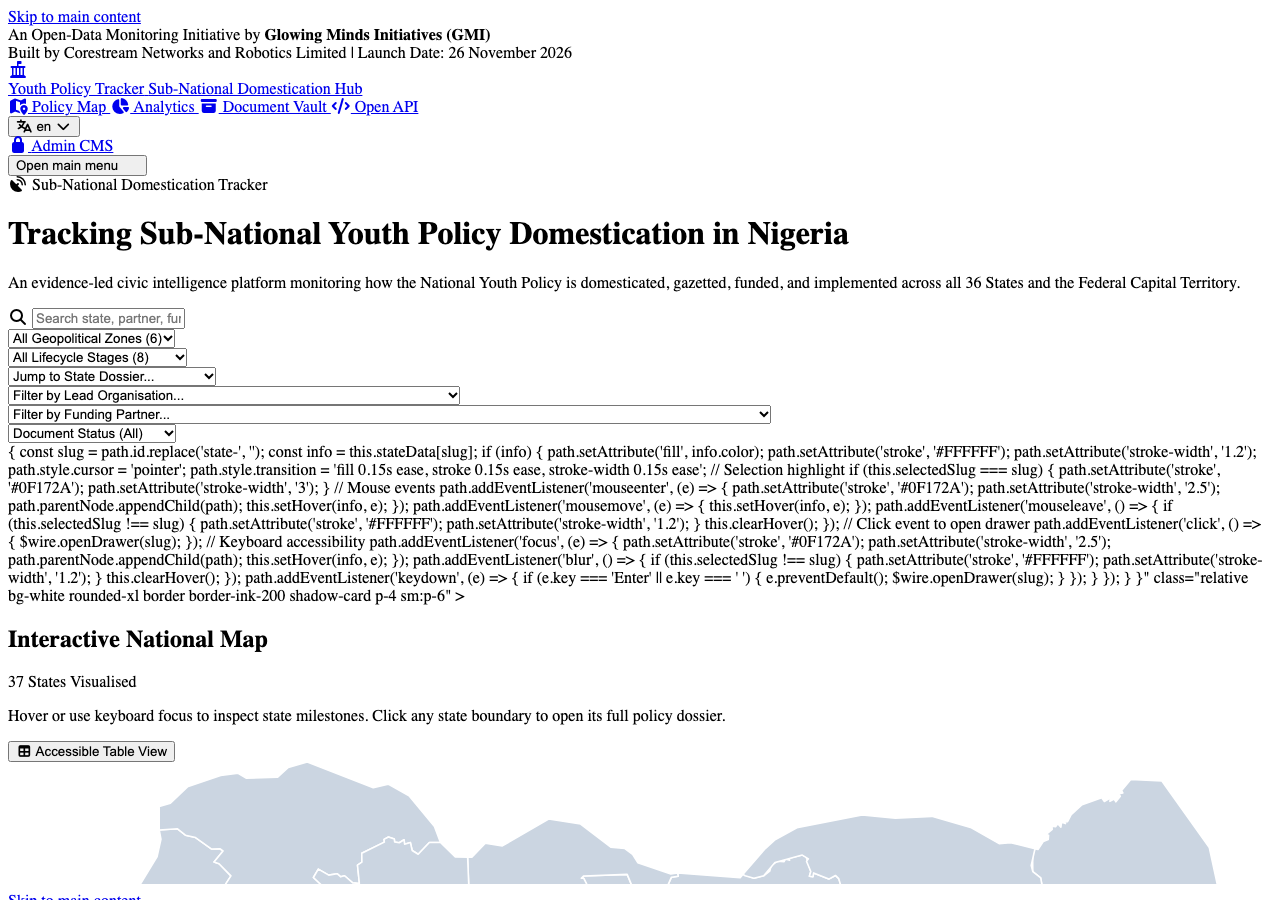 Skip to main content
An Open-Data Monitoring Initiative by Glowing Minds Initiatives (GMI)
Built by Corestream Networks and Robotics Limited | Launch Date: 26 November 2026
Youth Policy Tracker Sub-National Domestication Hub
Policy Map Analytics Document Vault Open API
en
Admin CMS
Open main menu
Sub-National Domestication Tracker
Tracking Sub-National Youth Policy Domestication in Nigeria
An evidence-led civic intelligence platform monitoring how the National Youth Policy is domesticated, gazetted, funded, and implemented across all 36 States and the Federal Capital Territory.
Search state, partner, fur
All Geopolitical Zones (6)
All Lifecycle Stages (8)
Jump to State Dossier...
Filter by Lead Organisation...
Filter by Funding Partner...
Document Status (All)
{ const slug = path.id.replace('state-', ''); const info = this.stateData[slug]; if (info) { path.setAttribute('fill', info.color); path.setAttribute('stroke', '#FFFFFF'); path.setAttribute('stroke-width', '1.2');
path.style.cursor = 'pointer'; path.style.transition = 'fill 0.15s ease, stroke 0.15s ease, stroke-width 0.15s ease'; // Selection highlight if (this.selectedSlug === slug) { path.setAttribute('stroke',
'#0F172A'); path.setAttribute('stroke-width', '3'); } // Mouse events path.addEventListener('mouseenter', (e) => { path.setAttribute('stroke', '#0F172A'); path.setAttribute('stroke-width', '2.5');
path.parentNode.appendChild(path); this.setHover(info, e); }); path.addEventListener('mousemove', (e) => { this.setHover(info, e); }); path.addEventListener('mouseleave', () => { if
(this.selectedSlug !== slug) { path.setAttribute('stroke', '#FFFFFF'); path.setAttribute('stroke-width', '1.2'); } this.clearHover(); }); // Click event to open drawer path.addEventListener('click', () =>
{ $wire.openDrawer(slug); }); // Keyboard accessibility path.addEventListener('focus', (e) => { path.setAttribute('stroke', '#0F172A'); path.setAttribute('stroke-width', '2.5');
path.parentNode.appendChild(path); this.setHover(info, e); }); path.addEventListener('blur', () => { if (this.selectedSlug !== slug) { path.setAttribute('stroke', '#FFFFFF'); path.setAttribute('stroke-
width', '1.2'); } this.clearHover(); }); path.addEventListener('keydown', (e) => { if (e.key === 'Enter' || e.key === ' ') { e.preventDefault(); $wire.openDrawer(slug); } }); } }); } }" class="relative
bg-white rounded-xl border border-ink-200 shadow-card p-4 sm:p-6" >
Interactive National Map
37 States Visualised
Hover or use keyboard focus to inspect state milestones. Click any state boundary to open its full policy dossier.
Accessible Table View
Skip to main content